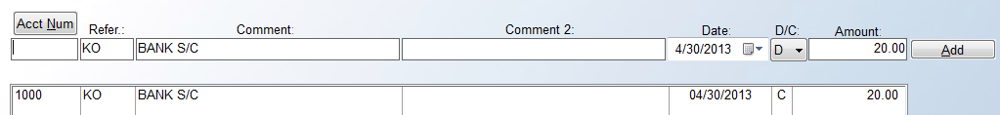 Acct Num Refer.: Comment: Comment 2: Date: D/C: Amount:
KO BANK S/C 4/30/2013 D 20.00 Add
1000 KO BANK S/C 04/30/2013 C 20.00